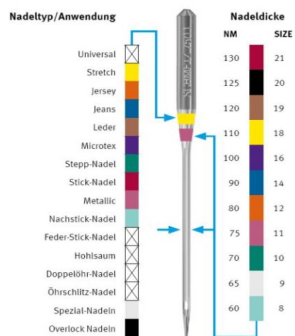 Nadeltyp/Anwendung
Nadeldicke
NM SIZE
Universal
Stretch
Jersey
Jeans
Leder
Microtex
Stepp-Nadel
Stick-Nadel
Metallic
Nachstick-Nadel
Feder-Stick-Nadel
Hohlsaum
Doppelöhr-Nadel
Öhrschlitz-Nadel
Spezial-Nadeln
Overlock Nadeln
130 21
125 20
120 19
110 18
100 16
90 14
80 12
75 11
70 10
65 9
60 8